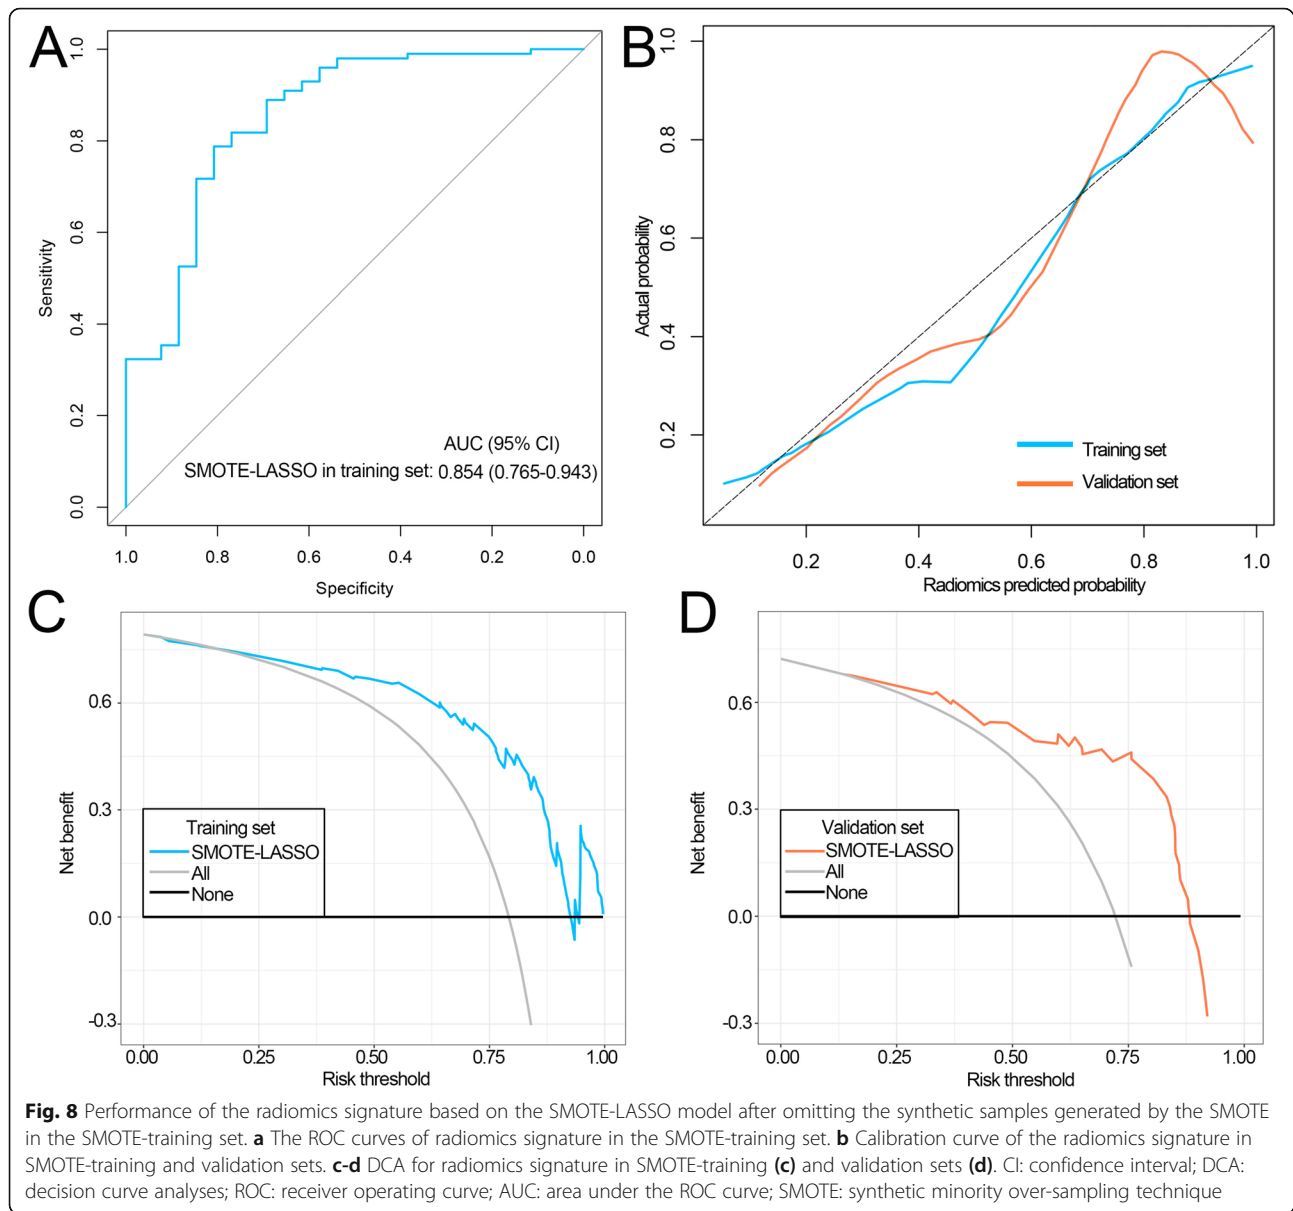 A
1.0
0.8
0.6
0.4
0.2
0.0
Sensitivity
AUC (95% CI)
SMOTE-LASSO in training set: 0.854 (0.765-0.943)
1.0 0.8 0.6 0.4 0.2 0.0
Specificity
B
1.0
0.8
0.6
0.4
0.2
Actual probability
Training set
Validation set
0.2 0.4 0.6 0.8 1.0
Radiomics predicted probability
C
0.6
0.3
0.0
-0.3
Net benefit
Training set
SMOTE-LASSO
All
None
0.00 0.25 0.50 0.75 1.00
Risk threshold
D
0.6
0.3
0.0
-0.3
Net benefit
Validation set
SMOTE-LASSO
All
None
0.00 0.25 0.50 0.75 1.00
Risk threshold
Fig. 8 Performance of the radiomics signature based on the SMOTE-LASSO model after omitting the synthetic samples generated by the SMOTE
in the SMOTE-training set. a The ROC curves of radiomics signature in the SMOTE-training set. b Calibration curve of the radiomics signature in
SMOTE-training and validation sets. c-d DCA for radiomics signature in SMOTE-training (c) and validation sets (d). CI: confidence interval; DCA:
decision curve analyses; ROC: receiver operating curve; AUC: area under the ROC curve; SMOTE: synthetic minority over-sampling technique